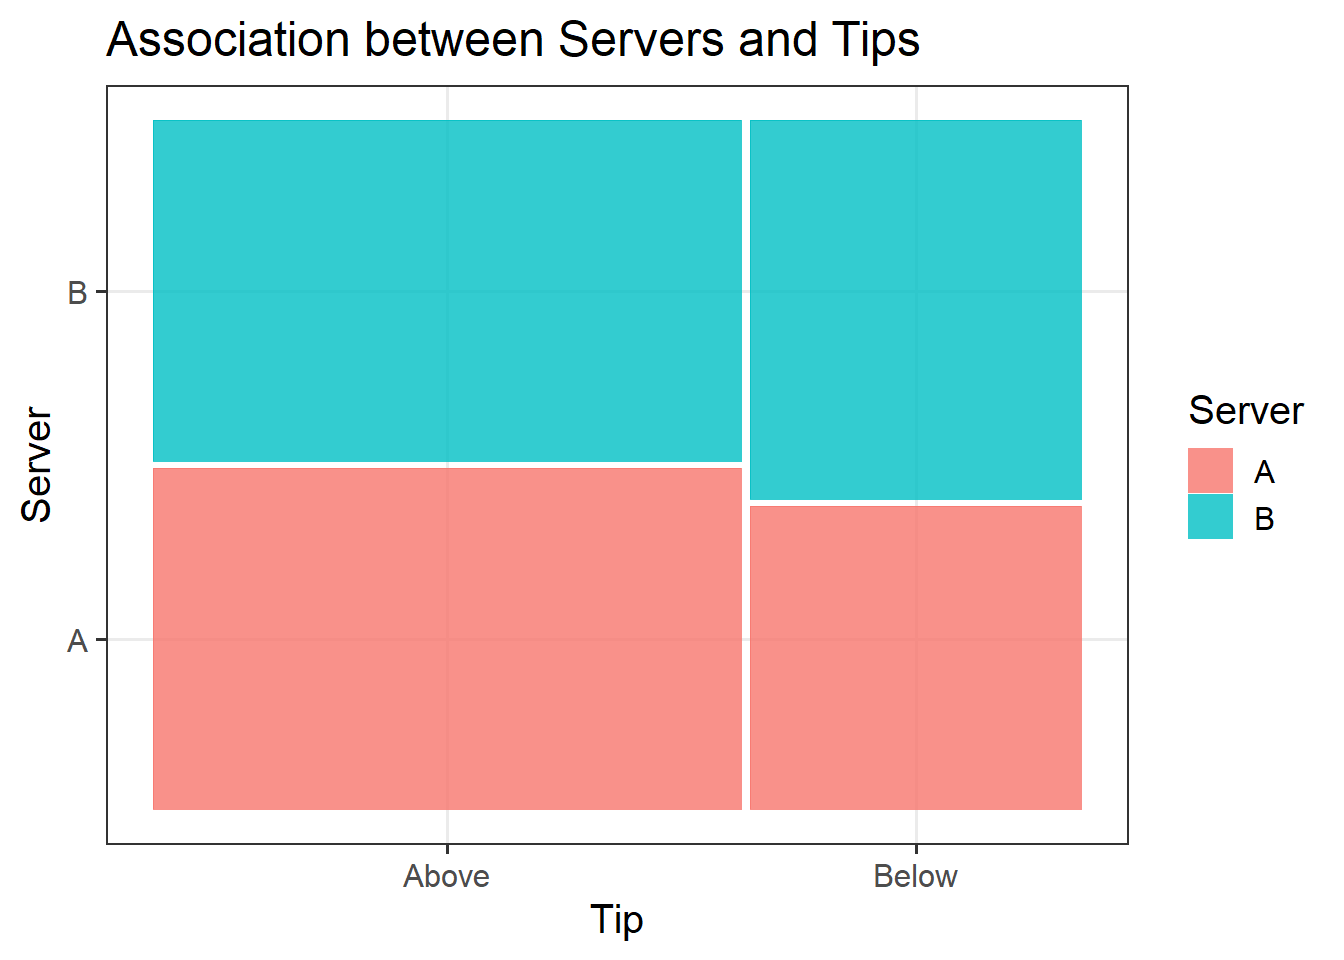 Association between Servers and Tips
B
A
Server
Above
Below
Tip
Server
A
B